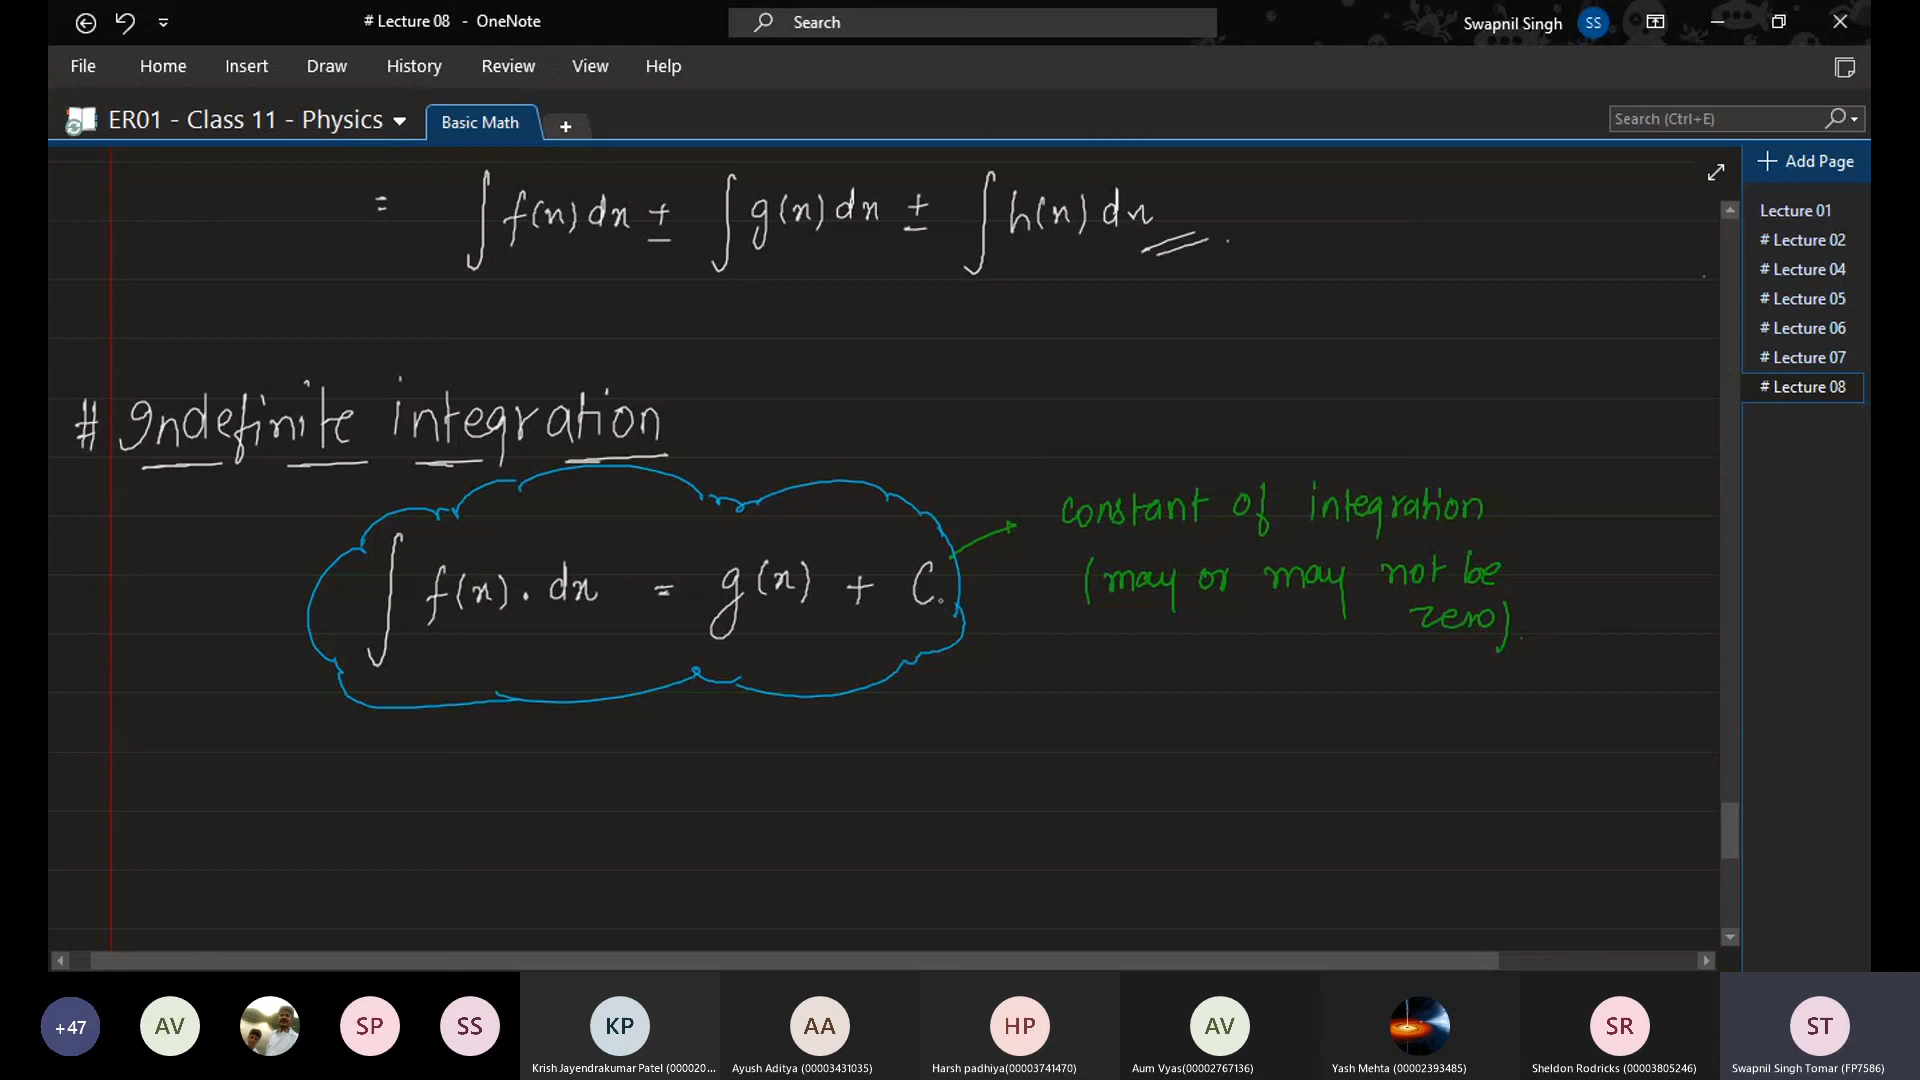 # Lecture 08 - OneNote
Search
Swapnil Singh
SS
File Home Insert Draw History Review View Help
ER01 - Class 11 - Physics
Basic Math
+
Search (Ctrl+E)
+ Add Page
Lecture 01
# Lecture 02
# Lecture 04
# Lecture 05
# Lecture 06
# Lecture 07
# Lecture 08
= ∫ f(x) dx ± ∫ g(x) dx ± ∫ h(x) dx
# Indefinite integration
∫ f(x). dx = g(x) + C.
constant of integration
(may or may not be
zero).
+47
AV
SP
SS
KP
AA
HP
AV
SR
ST
Krish Jayendrakumar Patel (000020...
Ayush Aditya (00003431035)
Harsh padhiya(00003741470)
Aum Vyas(00002767136)
Yash Mehta (00002393485)
Sheldon Rodricks (00003805246)
Swapnil Singh Tomar (FP7586)